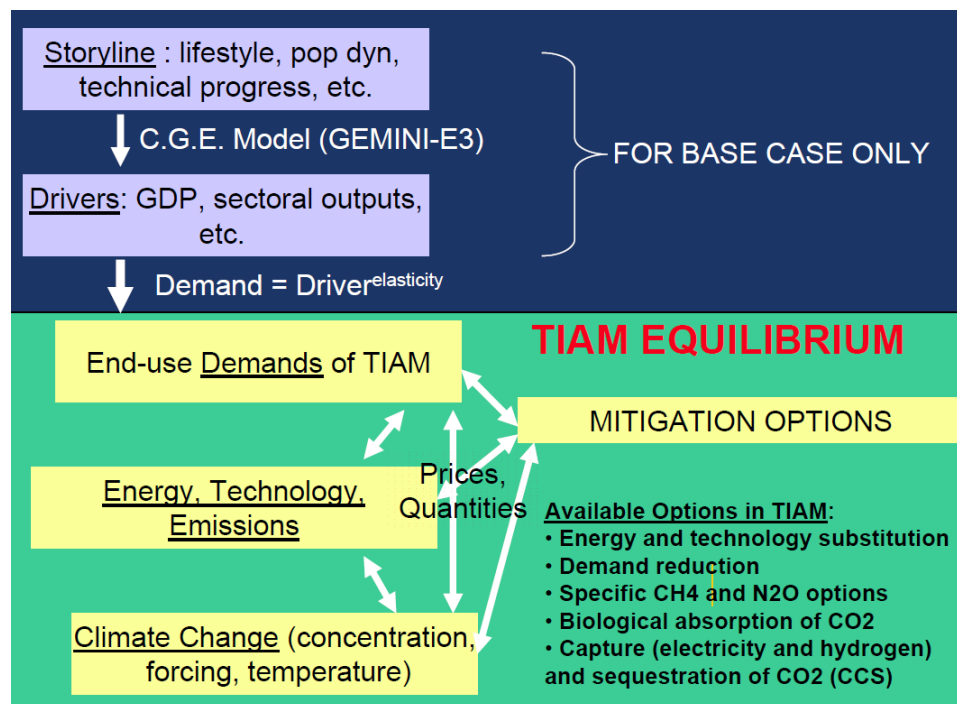 Storyline : lifestyle, pop dyn,
technical progress, etc.
C.G.E. Model (GEMINI-E3)
FOR BASE CASE ONLY
Drivers: GDP, sectoral outputs,
etc.
Demand = Driver^elasticity
TIAM EQUILIBRIUM
End-use Demands of TIAM
MITIGATION OPTIONS
Energy, Technology,
Emissions
Prices,
Quantities
Available Options in TIAM:
• Energy and technology substitution
• Demand reduction
• Specific CH4 and N2O options
• Biological absorption of CO2
• Capture (electricity and hydrogen)
and sequestration of CO2 (CCS)
Climate Change (concentration,
forcing, temperature)